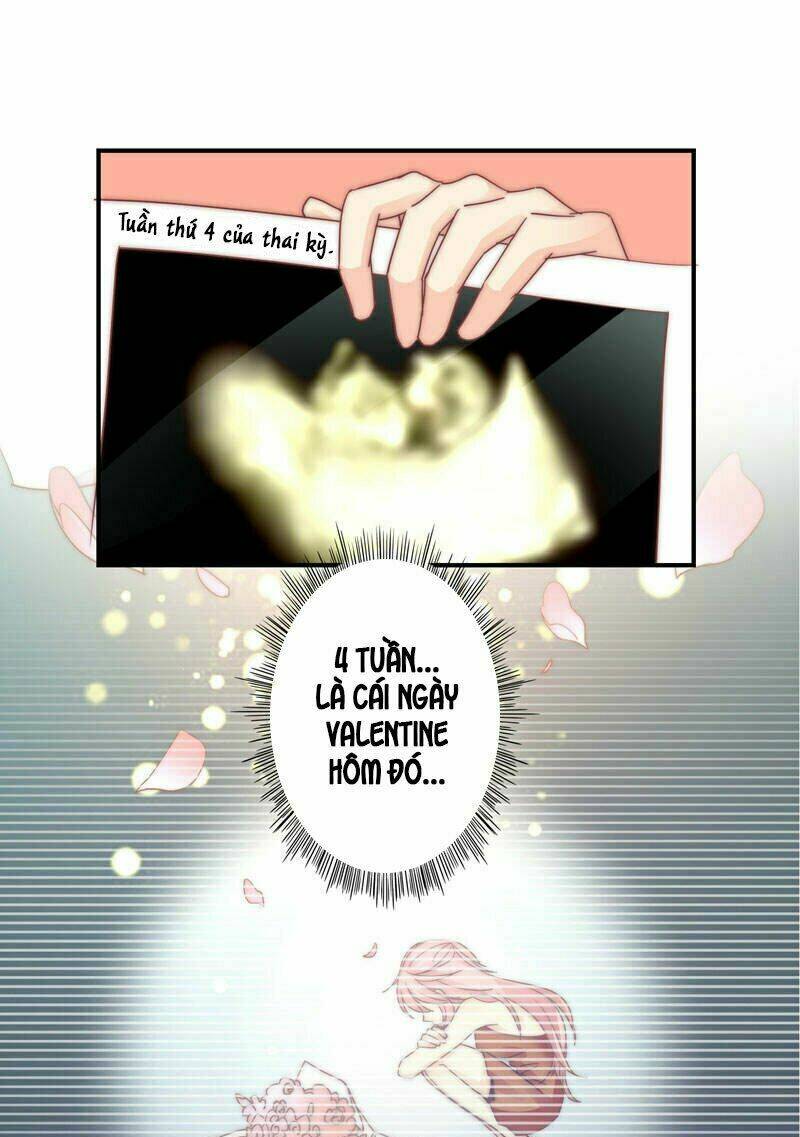 Tuần thứ 4 của thai kỳ.
4 TUẦN...
LÀ CÁI NGÀY
VALENTINE
HÔM ĐÓ...